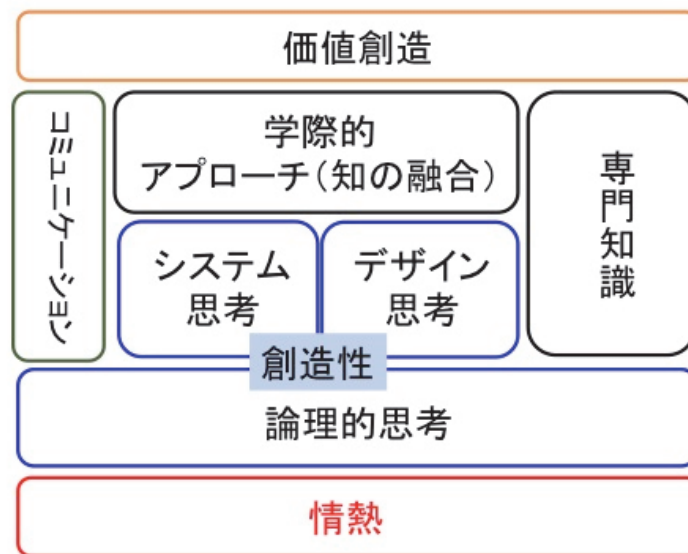 価値創造
コミュニケーション
学際的
アプローチ(知の融合)
システム
思考
デザイン
思考
専門知識
創造性
論理的思考
情熱